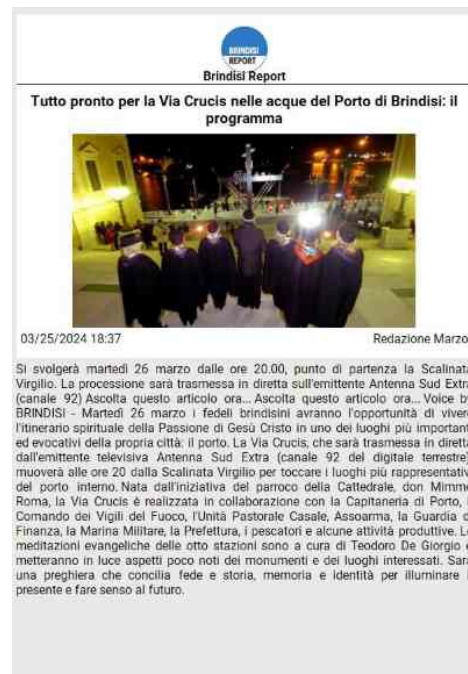 BRINDISI
REPORT
Brindisi Report
Tutto pronto per la Via Crucis nelle acque del Porto di Brindisi: il
programma
03/25/2024 18:37 Redazione Marzo
Si svolgerà martedì 26 marzo dalle ore 20.00, punto di partenza la Scalinata
Virgilio. La processione sarà trasmessa in diretta sull'emittente Antenna Sud Extra
(canale 92) Ascolta questo articolo ora... Ascolta questo articolo ora... Voice by
BRINDISI - Martedì 26 marzo i fedeli brindisini avranno l'opportunità di viver
l'itinerario spirituale della Passione di Gesù Cristo in uno dei luoghi più important
ed evocativi della propria città: il porto. La Via Crucis, che sarà trasmessa in diretta
dall'emittente televisiva Antenna Sud Extra (canale 92 del digitale terrestre)
muoverà alle ore 20 dalla Scalinata Virgilio per toccare i luoghi più rappresentativ
del porto interno. Nata dall'iniziativa del parroco della Cattedrale, don Mimm
Roma, la Via Crucis è realizzata in collaborazione con la Capitaneria di Porto,
Comando dei Vigili del Fuoco, l'Unità Pastorale Casale, Assoarma, la Guardia d
Finanza, la Marina Militare, la Prefettura, i pescatori e alcune attività produttive. L
meditazioni evangeliche delle otto stazioni sono a cura di Teodoro De Giorgio e
metteranno in luce aspetti poco noti dei monumenti e dei luoghi interessati. Sar
una preghiera che concilia fede e storia, memoria e identità per illuminare i
presente e fare senso al futuro.